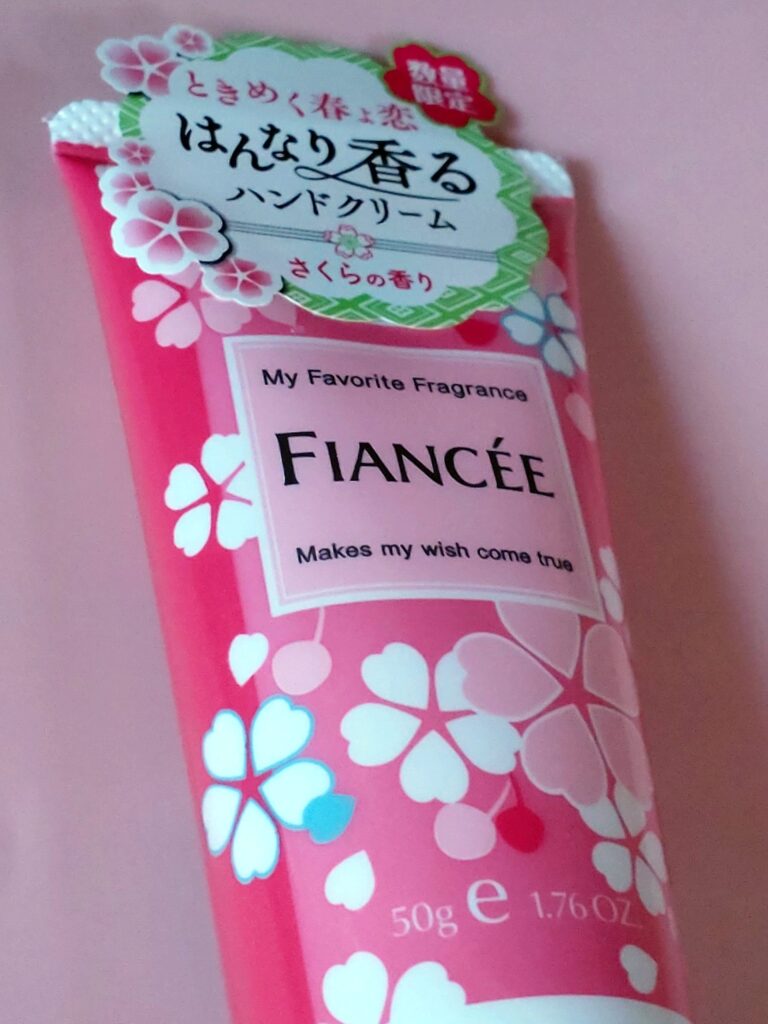 数量
限定
ときめく春よ恋
はんなり香る
ハンドクリーム
さくらの香り
My Favorite Fragrance
FIANCÉE
Makes my wish come true
50g e 1.76 OZ.